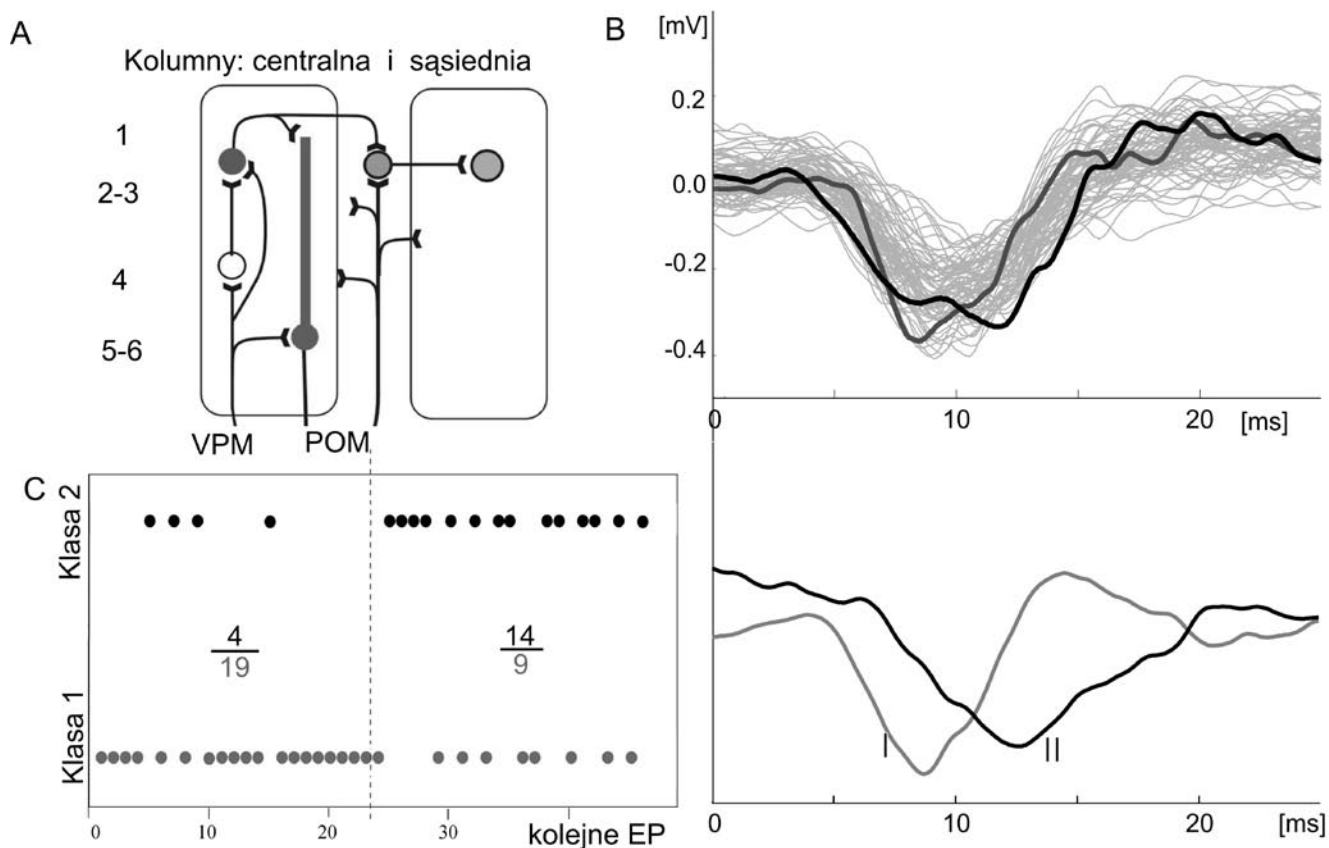 A
Kolumny: centralna i sąsiednia
1
2-3
4
5-6
VPM POM
B
[mV]
0.2
0.0
-0.2
-0.4
0 10 20 [ms]
C
Klasa 2
Klasa 1
4
19
14
9
0 10 20 30 kolejne EP
I II
0 10 20 [ms]